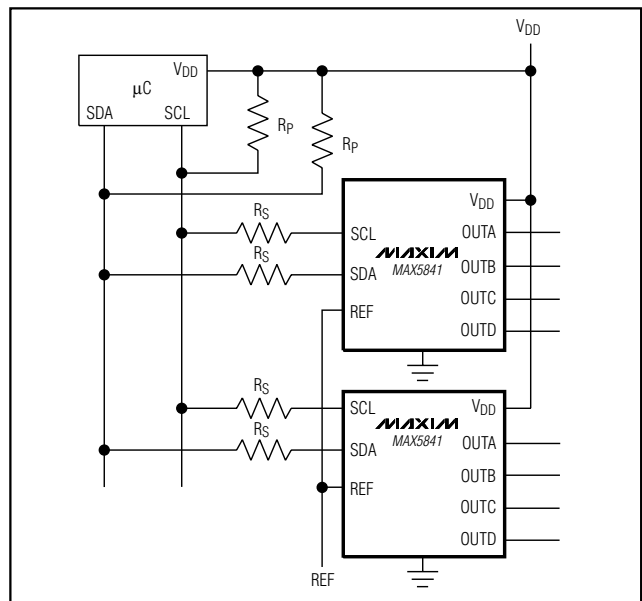 VDD
μC
VDD
SDA SCL
RP
RP
RS
RS
SCL
SDA
REF
MAXIM
MAX5841
VDD
OUTA
OUTB
OUTC
OUTD
RS
RS
SCL
SDA
REF
MAXIM
MAX5841
VDD
OUTA
OUTB
OUTC
OUTD
REF